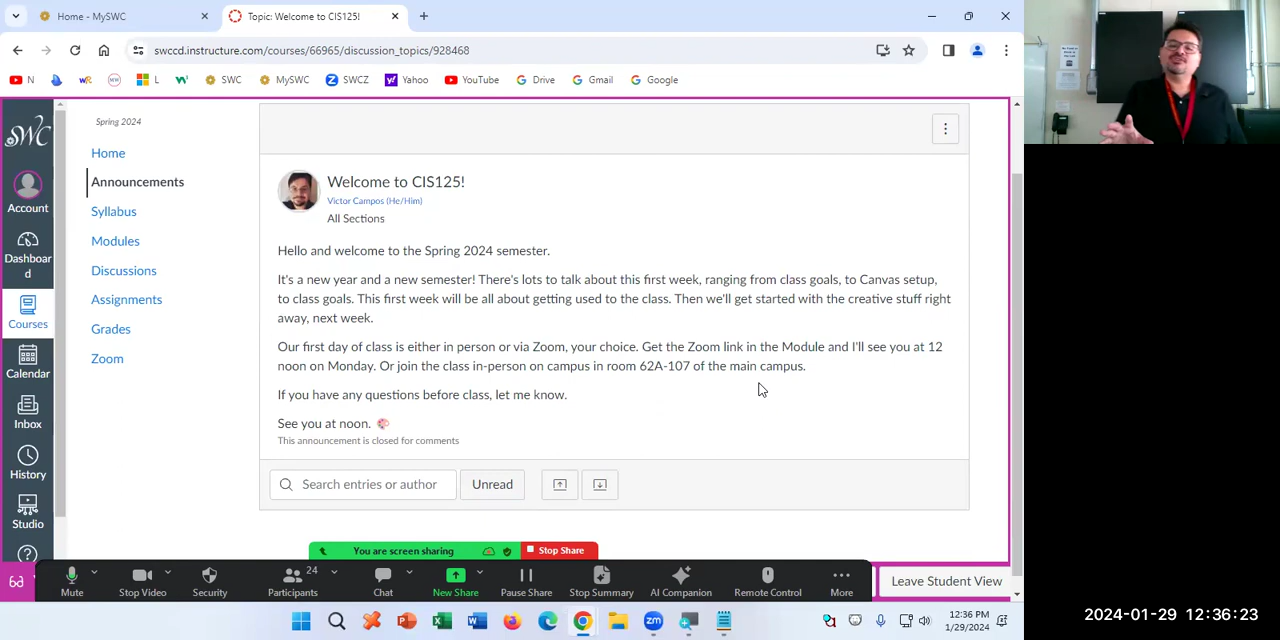 Home - MySWC
Topic: Welcome to CIS125!
swccd.instructure.com/courses/66965/discussion_topics/928468
N
L
SWC
MySWC
SWCZ
Yahoo
YouTube
Drive
Gmail
Google
SWC
Account
Dashboar
d
Courses
Calendar
Inbox
History
Studio
Spring 2024
Home
Announcements
Syllabus
Modules
Discussions
Assignments
Grades
Zoom
Welcome to CIS125!
Victor Campos (He/Him)
All Sections
Hello and welcome to the Spring 2024 semester.
It's a new year and a new semester! There's lots to talk about this first week, ranging from class goals, to Canvas setup,
to class goals. This first week will be all about getting used to the class. Then we'll get started with the creative stuff right
away, next week.
Our first day of class is either in person or via Zoom, your choice. Get the Zoom link in the Module and I'll see you at 12
noon on Monday. Or join the class in-person on campus in room 62A-107 of the main campus.
If you have any questions before class, let me know.
See you at noon.
This announcement is closed for comments
Search entries or author
Unread
You are screen sharing
Stop Share
Mute
Stop Video
Security
Participants
24
Chat
New Share
Pause Share
Stop Summary
AI Companion
Remote Control
More
Leave Student View
12:36 PM
1/29/2024
2024-01-29 12:36:23